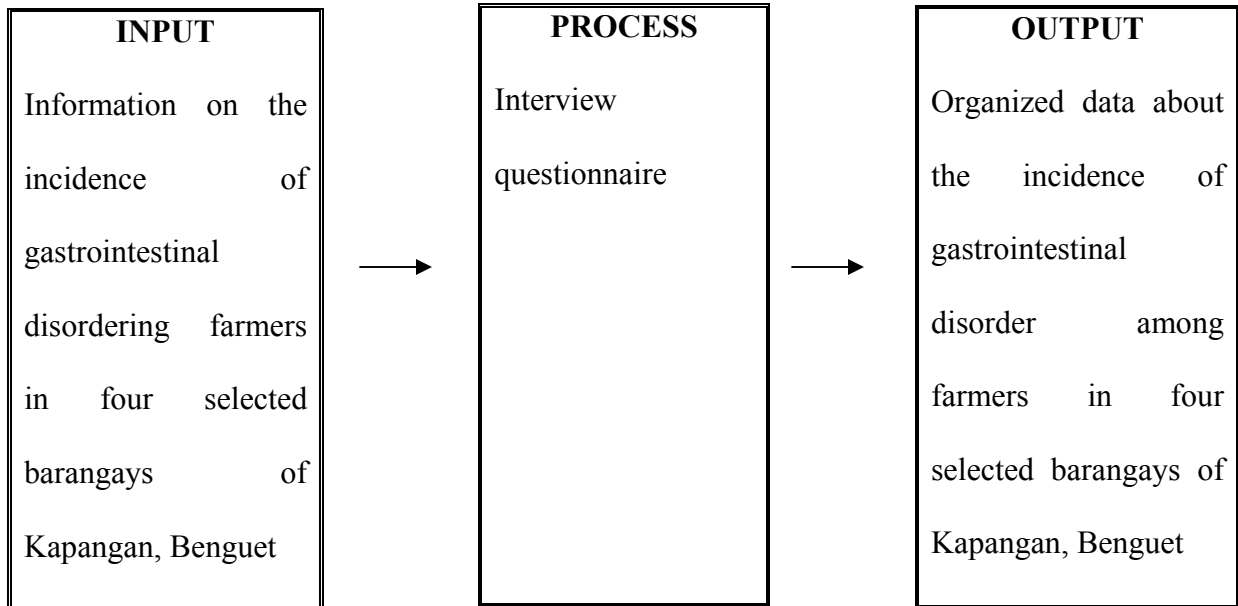 INPUT
Information on the
incidence of
gastrointestinal
disordering farmers
in four selected
barangays of
Kapangan, Benguet
PROCESS
Interview
questionnaire
OUTPUT
Organized data about
the incidence of
gastrointestinal
disorder among
farmers in four
selected barangays of
Kapangan, Benguet